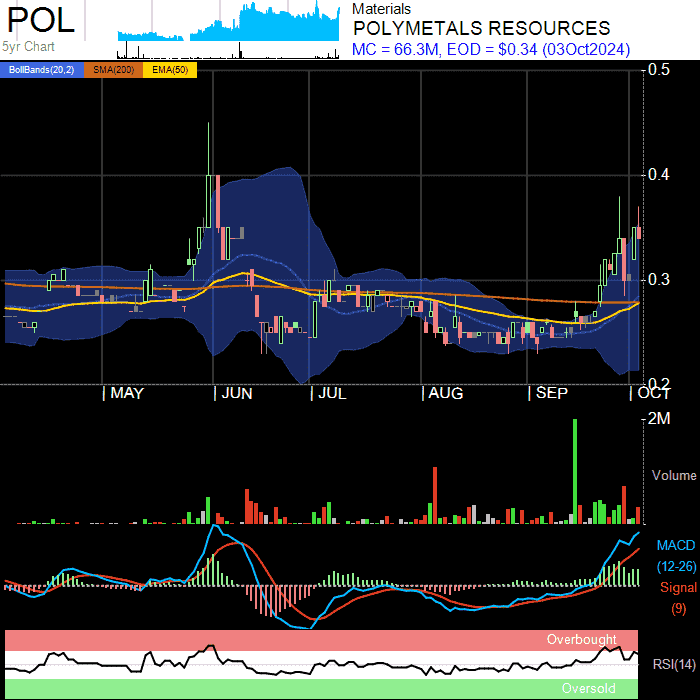 POL
5yr Chart
Materials
POLYMETALS RESOURCES
MC = 66.3M, EOD = $0.34 (03Oct2024)
BollBands(20,2) SMA(200) EMA(50)
0.5
0.4
0.3
0.2
MAY JUN JUL AUG SEP OCT
2M
Volume
MACD
(12-26)
Signal
(9)
Overbought
RSI(14)
Oversold